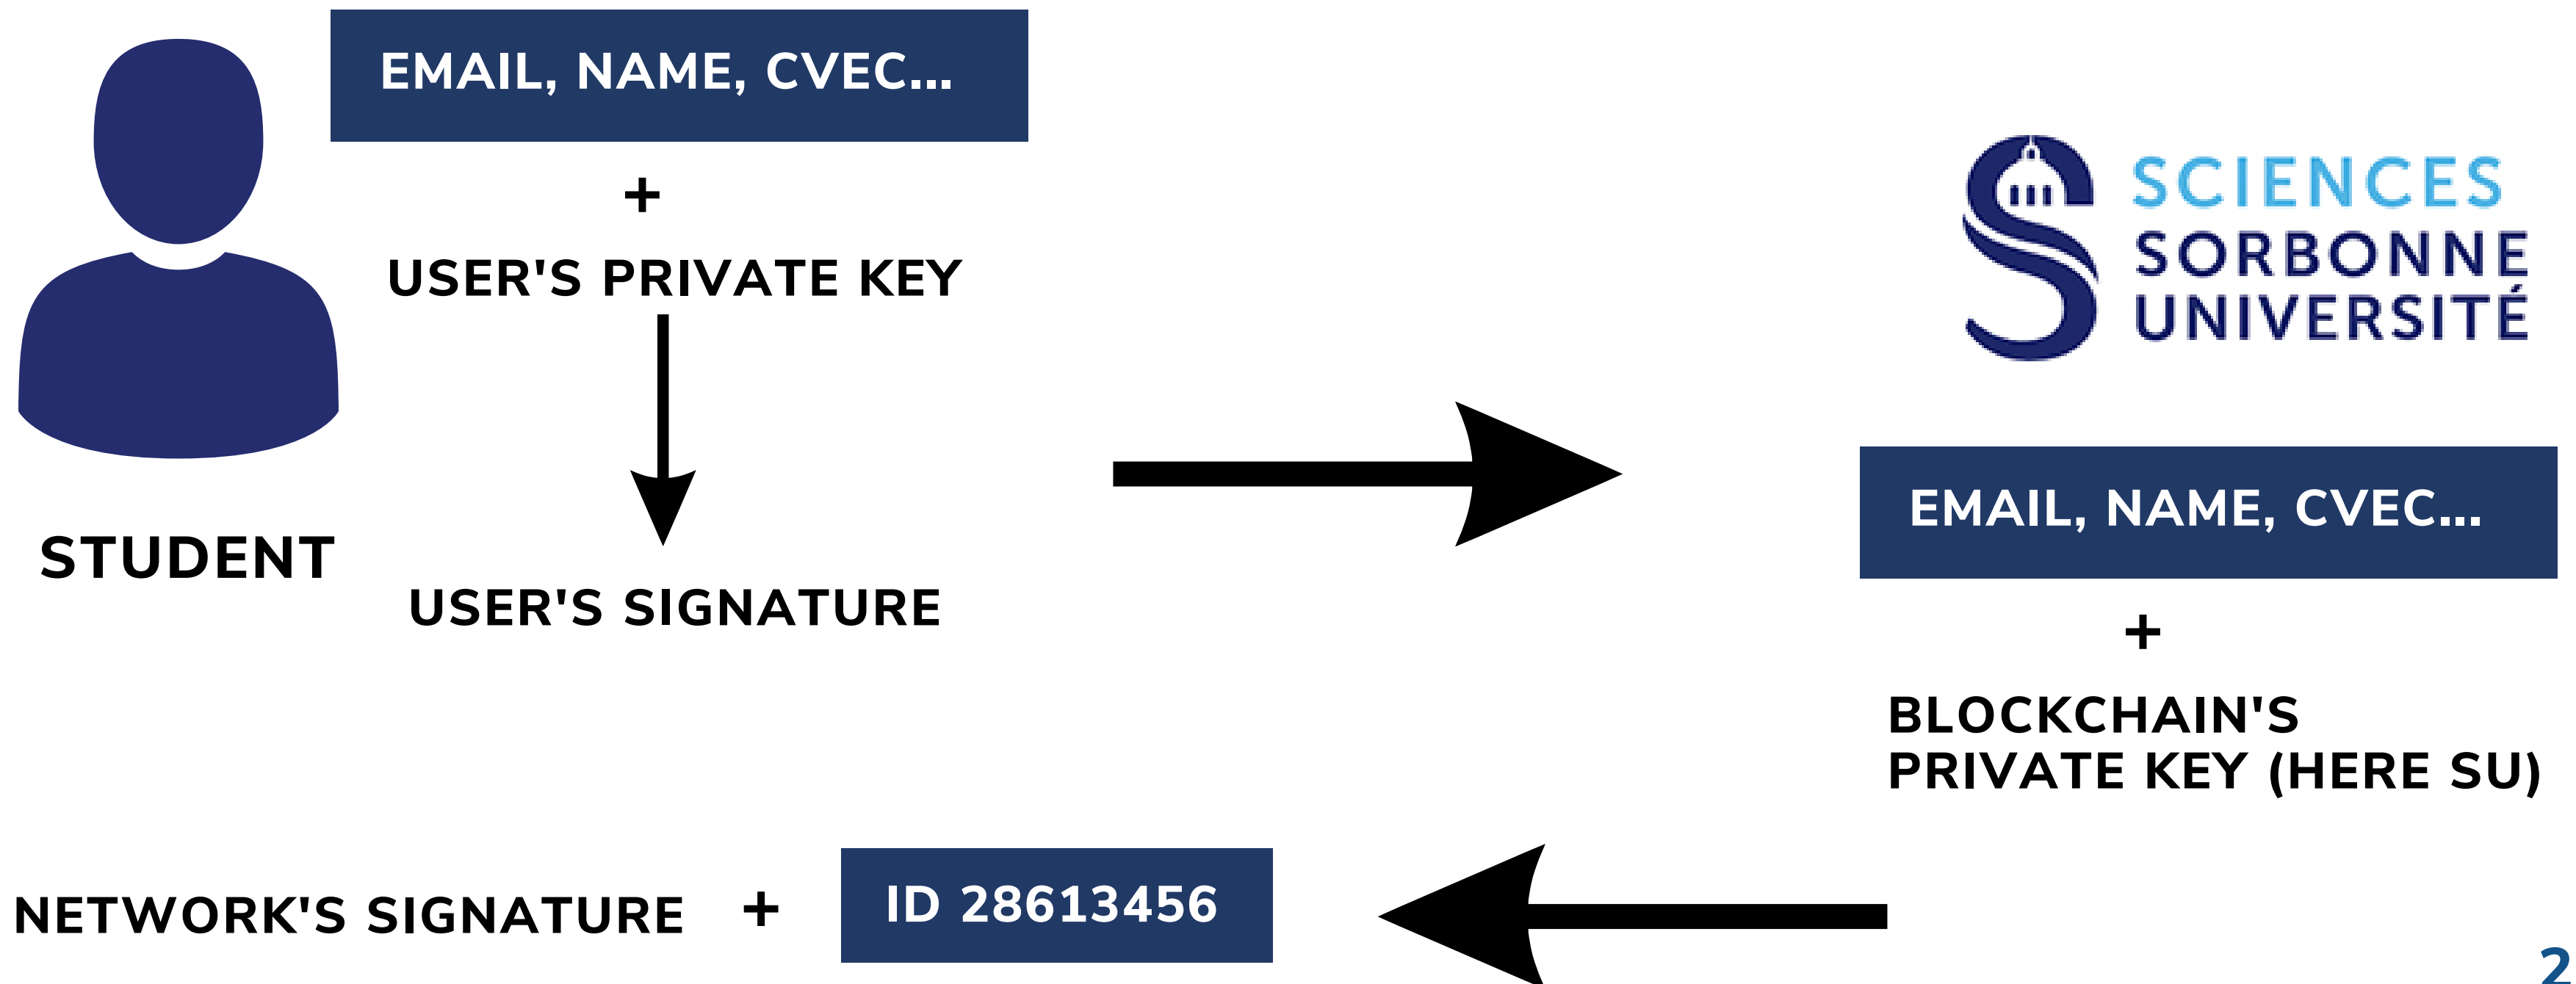 EMAIL, NAME, CVEC...
+
USER'S PRIVATE KEY
STUDENT
USER'S SIGNATURE
SCIENCES
SORBONNE
UNIVERSITÉ
EMAIL, NAME, CVEC...
+
BLOCKCHAIN'S
PRIVATE KEY (HERE SU)
NETWORK'S SIGNATURE + ID 28613456
2